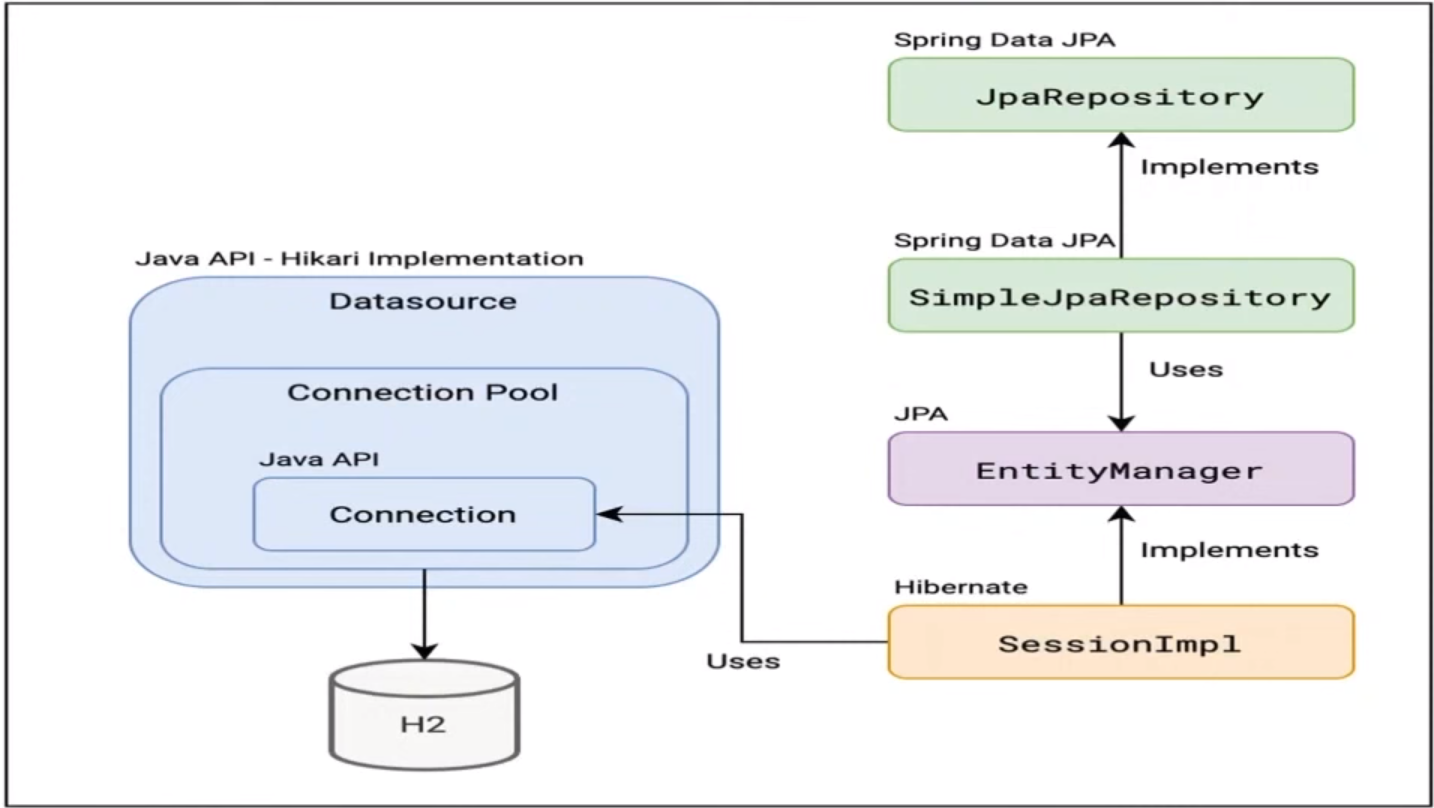 Spring Data JPA
JpaRepository
Implements
Spring Data JPA
SimpleJpaRepository
Uses
JPA
EntityManager
Implements
Hibernate
SessionImpl
Uses
Java API - Hikari Implementation
Datasource
Connection Pool
Java API
Connection
H2